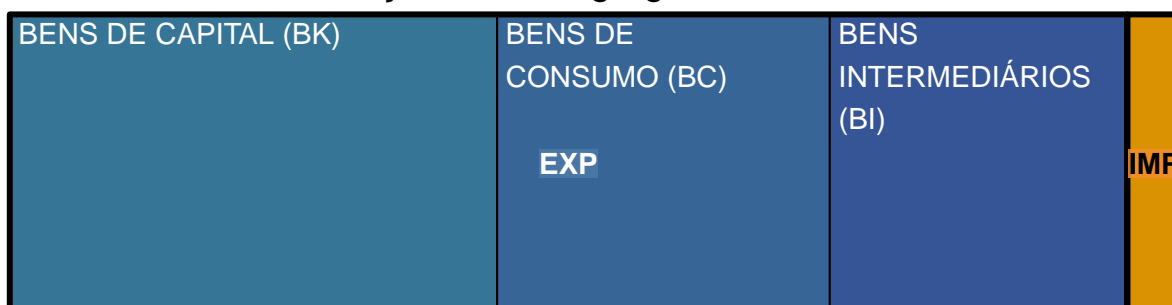 BENS DE CAPITAL (BK)
BENS DE
CONSUMO (BC)
BENS
INTERMEDIÁRIOS
(BI)
EXP